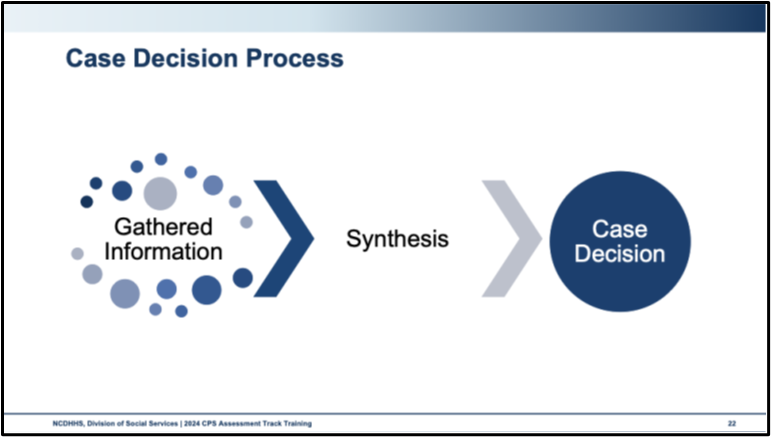 Case Decision Process
Gathered
Information
Synthesis
Case
Decision
NCDHHS, Division of Social Services | 2024 CPS Assessment Track Training
22